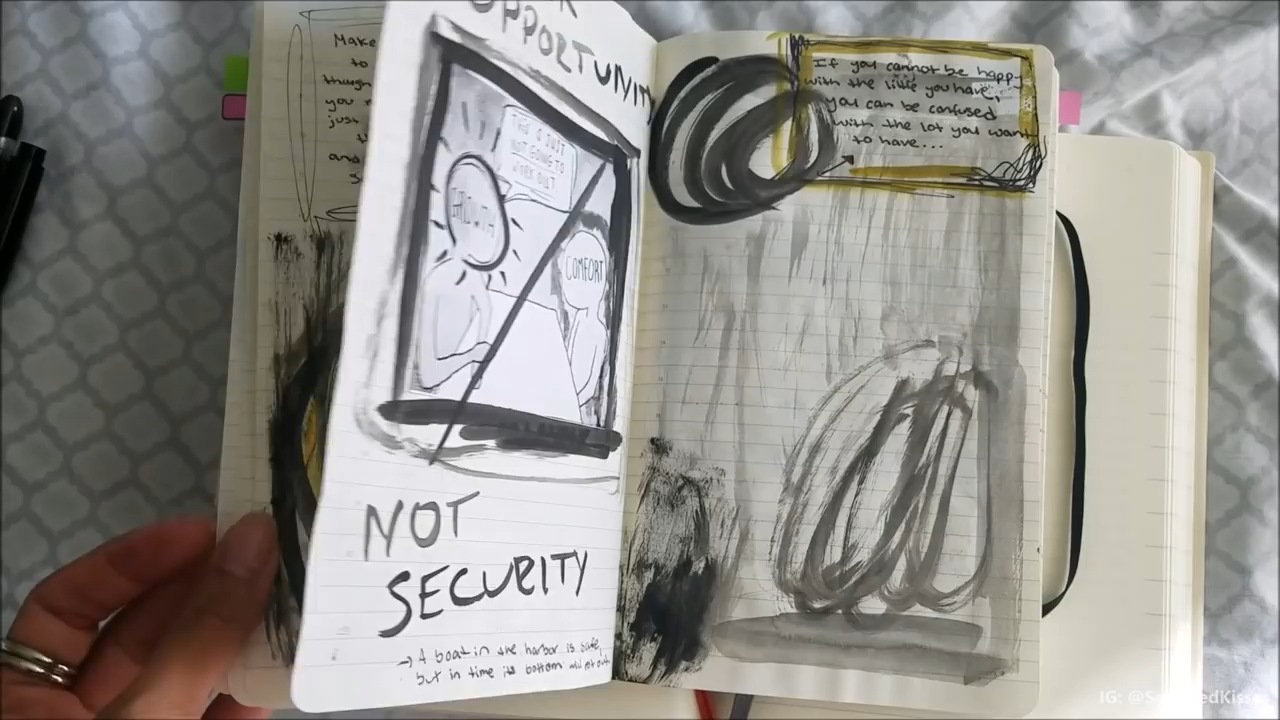 Make
to
though
you
just
and
OPPORTUNITY
THIS IS JUST
NOT GOING TO
WORK OUT
GROWTH
COMFORT
NOT
SECURITY
→ A boat in the harbor is safe,
but in time its bottom will rot out
If you cannot be happy
with the little you have,
you can be confused
with the lot you want
to have...